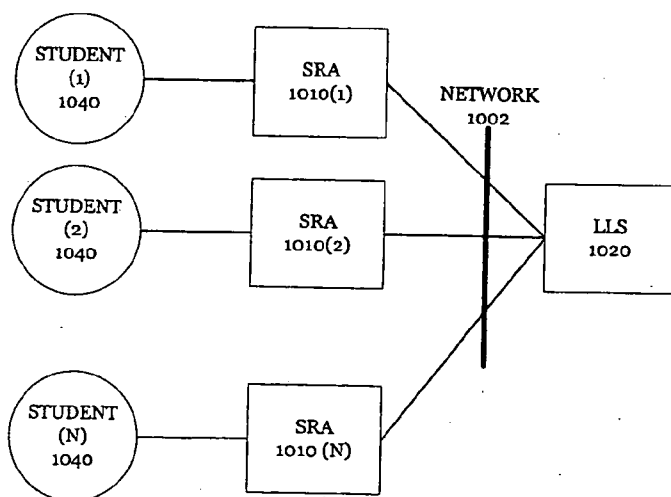 STUDENT
(1)
1040
SRA
1010(1)
NETWORK
1002
STUDENT
(2)
1040
SRA
1010(2)
LLS
1020
STUDENT
(N)
1040
SRA
1010 (N)